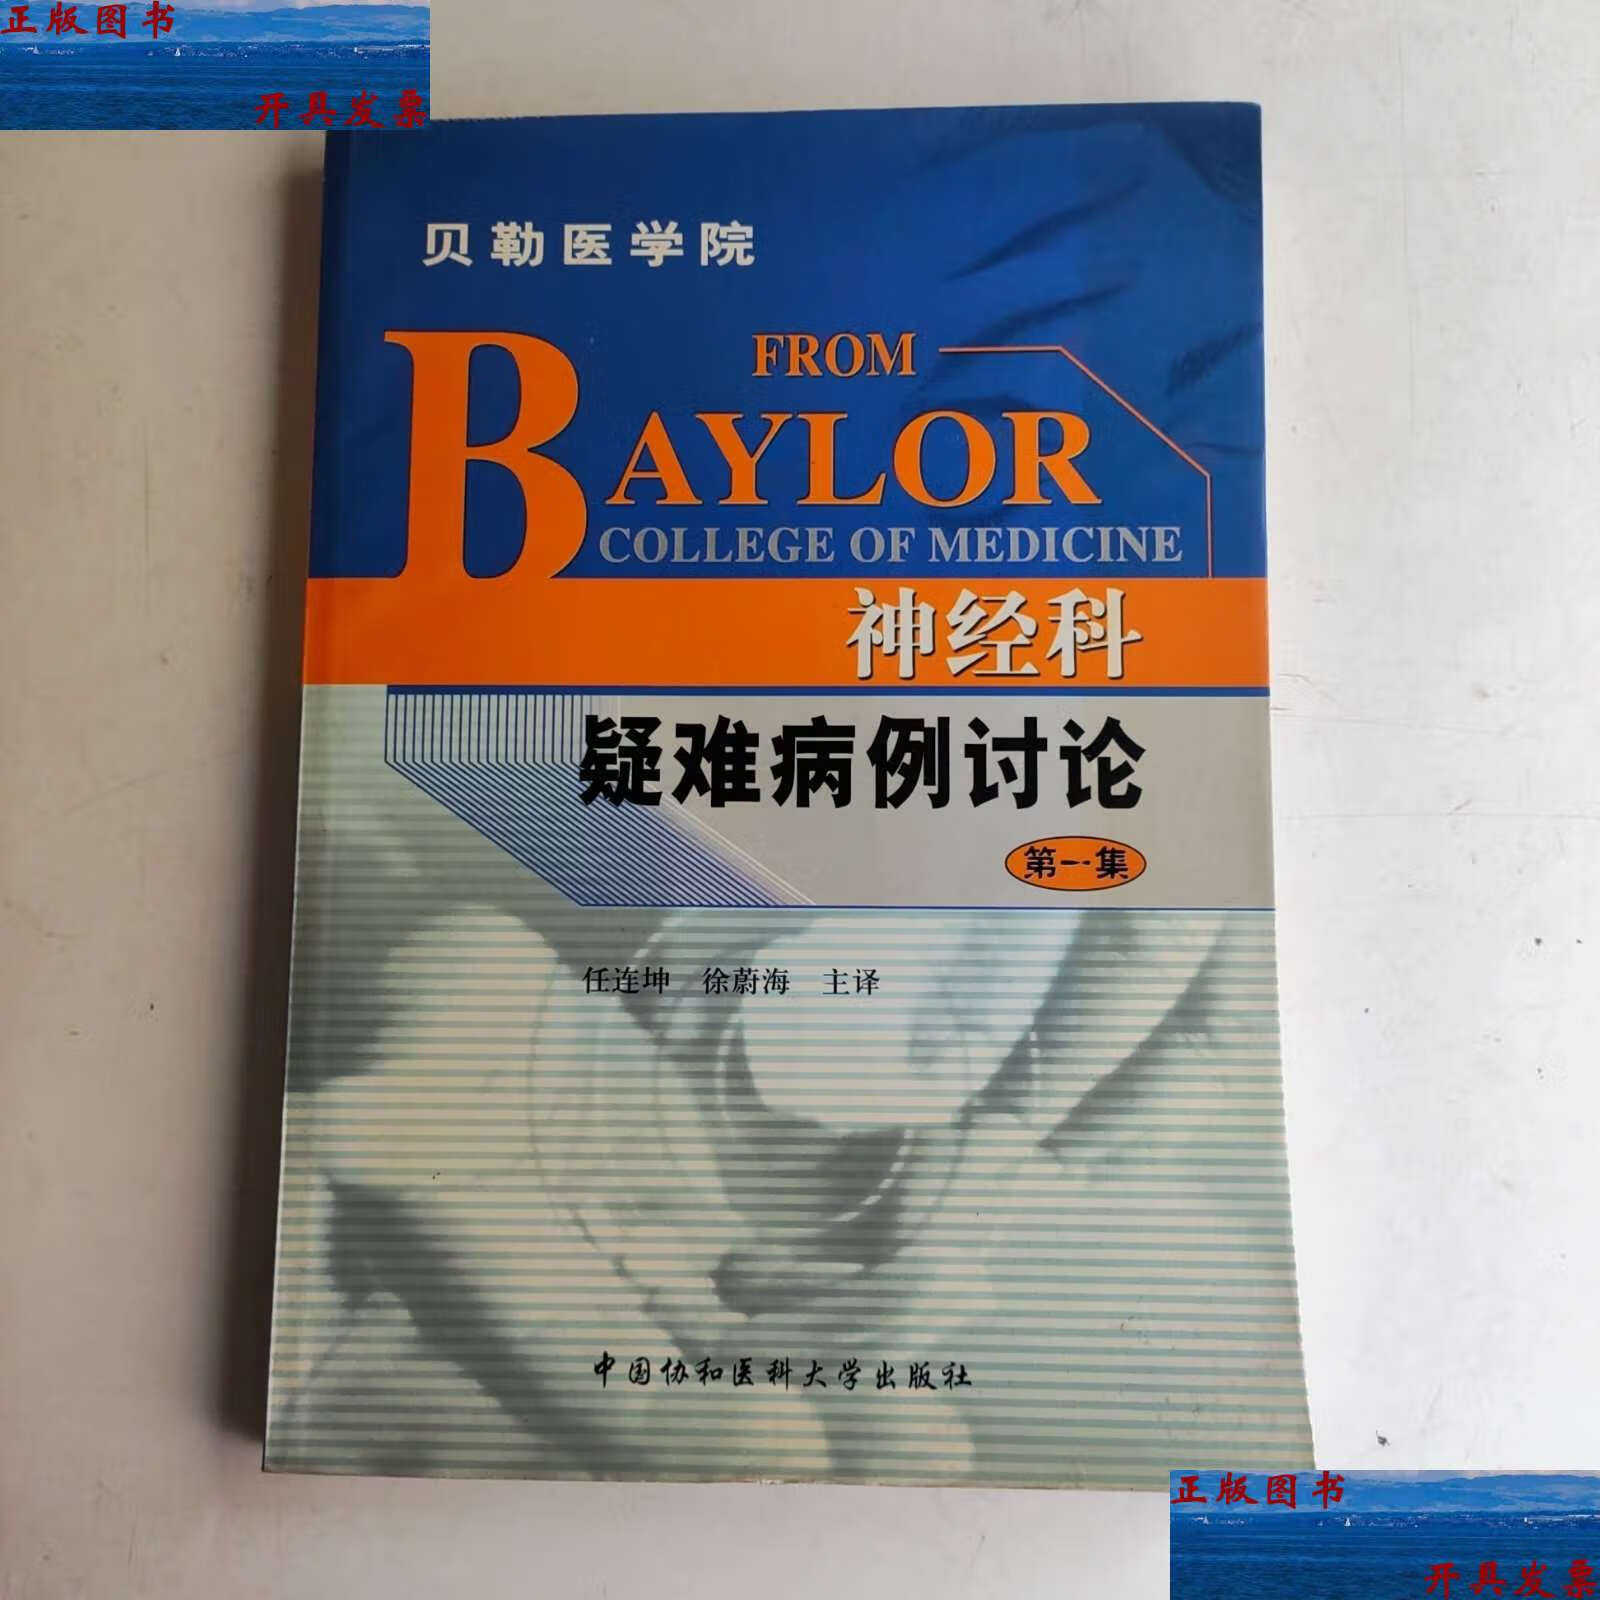 正版图书
开具发票
贝勒医学院
FROM
BAYLOR
COLLEGE OF MEDICINE
神经科
疑难病例讨论
第一集
任连坤 徐蔚海 主译
中国协和医科大学出版社
正版图书
开具发票